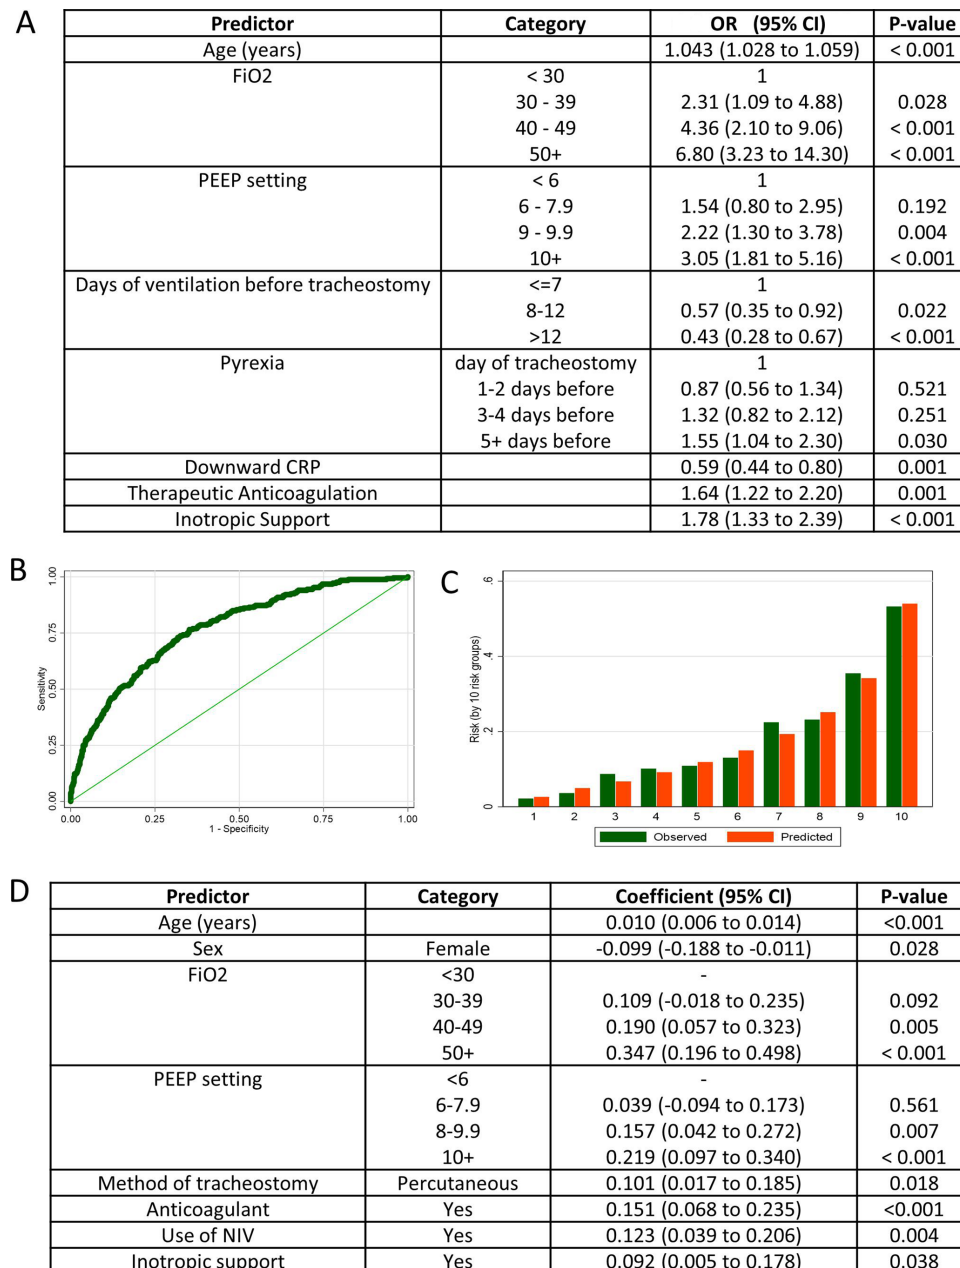 A
Predictor Category OR (95% CI) P-value
Age (years) 1.043 (1.028 to 1.059) < 0.001
FiO2 < 30 1
30 - 39 2.31 (1.09 to 4.88) 0.028
40 - 49 4.36 (2.10 to 9.06) < 0.001
50+ 6.80 (3.23 to 14.30) < 0.001
PEEP setting < 6 1
6 - 7.9 1.54 (0.80 to 2.95) 0.192
9 - 9.9 2.22 (1.30 to 3.78) 0.004
10+ 3.05 (1.81 to 5.16) < 0.001
Days of ventilation before tracheostomy <=7 1
8-12 0.57 (0.35 to 0.92) 0.022
>12 0.43 (0.28 to 0.67) < 0.001
Pyrexia day of tracheostomy 1
1-2 days before 0.87 (0.56 to 1.34) 0.521
3-4 days before 1.32 (0.82 to 2.12) 0.251
5+ days before 1.55 (1.04 to 2.30) 0.030
Downward CRP 0.59 (0.44 to 0.80) 0.001
Therapeutic Anticoagulation 1.64 (1.22 to 2.20) 0.001
Inotropic Support 1.78 (1.33 to 2.39) < 0.001
B
Sensitivity
1.00
0.75
0.50
0.25
0.00
0.00 0.25 0.50 0.75 1.00
1 - Specificity
C
Risk (by 10 risk groups)
.6
.4
.2
0
1 2 3 4 5 6 7 8 9 10
Observed Predicted
D
Predictor Category Coefficient (95% CI) P-value
Age (years) 0.010 (0.006 to 0.014) <0.001
Sex Female -0.099 (-0.188 to -0.011) 0.028
FiO2 <30 -
30-39 0.109 (-0.018 to 0.235) 0.092
40-49 0.190 (0.057 to 0.323) 0.005
50+ 0.347 (0.196 to 0.498) < 0.001
PEEP setting <6 -
6-7.9 0.039 (-0.094 to 0.173) 0.561
8-9.9 0.157 (0.042 to 0.272) 0.007
10+ 0.219 (0.097 to 0.340) < 0.001
Method of tracheostomy Percutaneous 0.101 (0.017 to 0.185) 0.018
Anticoagulant Yes 0.151 (0.068 to 0.235) <0.001
Use of NIV Yes 0.123 (0.039 to 0.206) 0.004
Inotropic support Yes 0.092 (0.005 to 0.178) 0.038